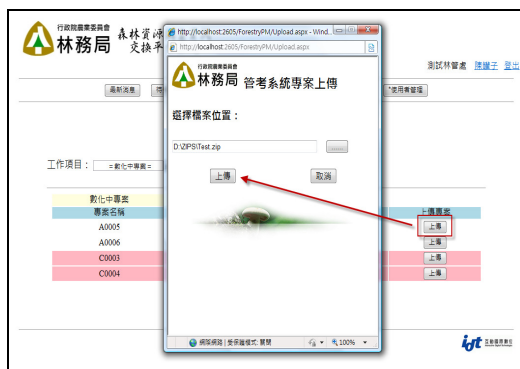 行政院農業委員會
林務局
森林資源
交換平
http://localhost:2605/ForestryPM/Upload.aspx - Wind...
http://localhost:2605/ForestryPM/Upload.aspx
行政院農業委員會
林務局 管考系統專案上傳
測試林管處 登出
最新消息
使用者管理
選擇檔案位置：
D:\ZIPS\Test.zip
上傳
取消
工作項目： =數化中專案=
數化中專案
專案名稱
上傳專案
A0005
上傳
A0006
上傳
C0003
上傳
C0004
上傳
網際網路 | 受保護模式: 關閉
100%
idt